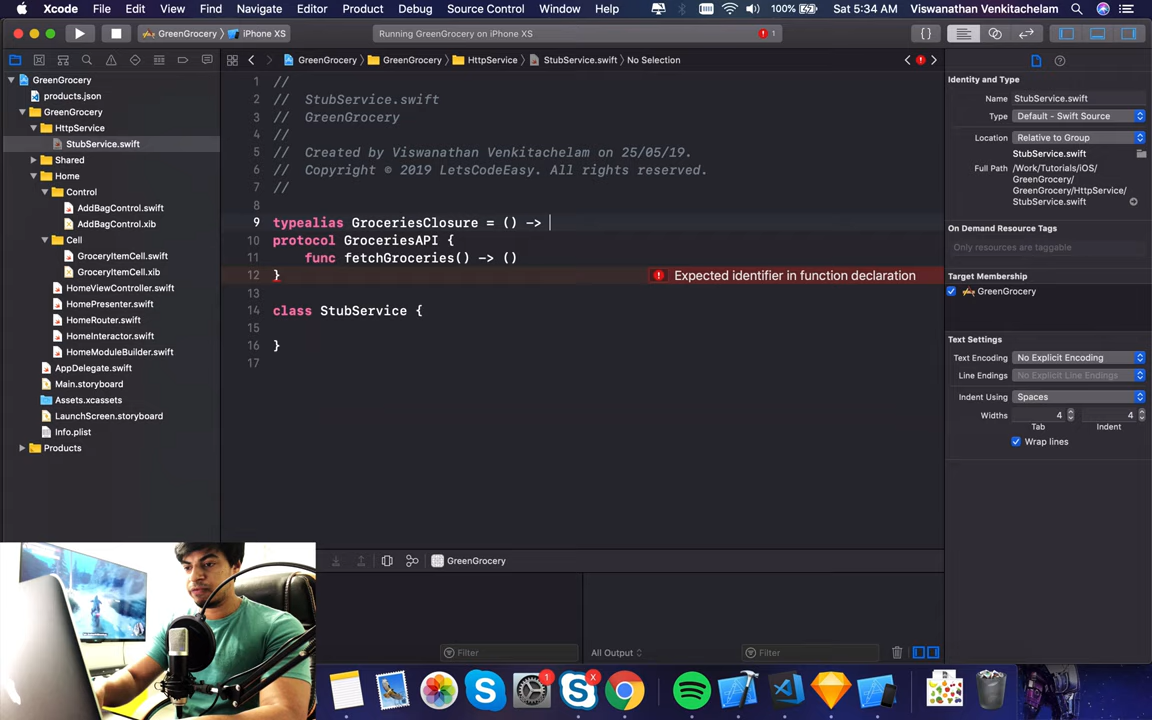 Xcode File Edit View Find Navigate Editor Product Debug Source Control Window Help 100% Sat 5:34 AM Viswanathan Venkitachelam
GreenGrocery iPhone XS Running GreenGrocery on iPhone XS 1
GreenGrocery GreenGrocery HttpService StubService.swift No Selection
GreenGrocery
products.json
GreenGrocery
HttpService
StubService.swift
Shared
Home
Control
AddBagControl.swift
AddBagControl.xib
Cell
GroceryItemCell.swift
GroceryItemCell.xib
HomeViewController.swift
HomePresenter.swift
HomeRouter.swift
HomeInteractor.swift
HomeModuleBuilder.swift
AppDelegate.swift
Main.storyboard
Assets.xcassets
LaunchScreen.storyboard
Info.plist
Products
1 //
2 // StubService.swift
3 // GreenGrocery
4 //
5 // Created by Viswanathan Venkitachelam on 25/05/19.
6 // Copyright © 2019 LetsCodeEasy. All rights reserved.
7 //
8
9 typealias GroceriesClosure = () ->
10 protocol GroceriesAPI {
11 func fetchGroceries() -> ()
12 } Expected identifier in function declaration
13
14 class StubService {
15
16 }
17
Identity and Type
Name StubService.swift
Type Default - Swift Source
Location Relative to Group
StubService.swift
Full Path /Work/Tutorials/iOS/
GreenGrocery/
GreenGrocery/HttpService/
StubService.swift
On Demand Resource Tags
Only resources are taggable
Target Membership
GreenGrocery
Text Settings
Text Encoding No Explicit Encoding
Line Endings No Explicit Line Endings
Indent Using Spaces
Widths 4 4
Tab Indent
Wrap lines
GreenGrocery
Filter All Output Filter
1 X